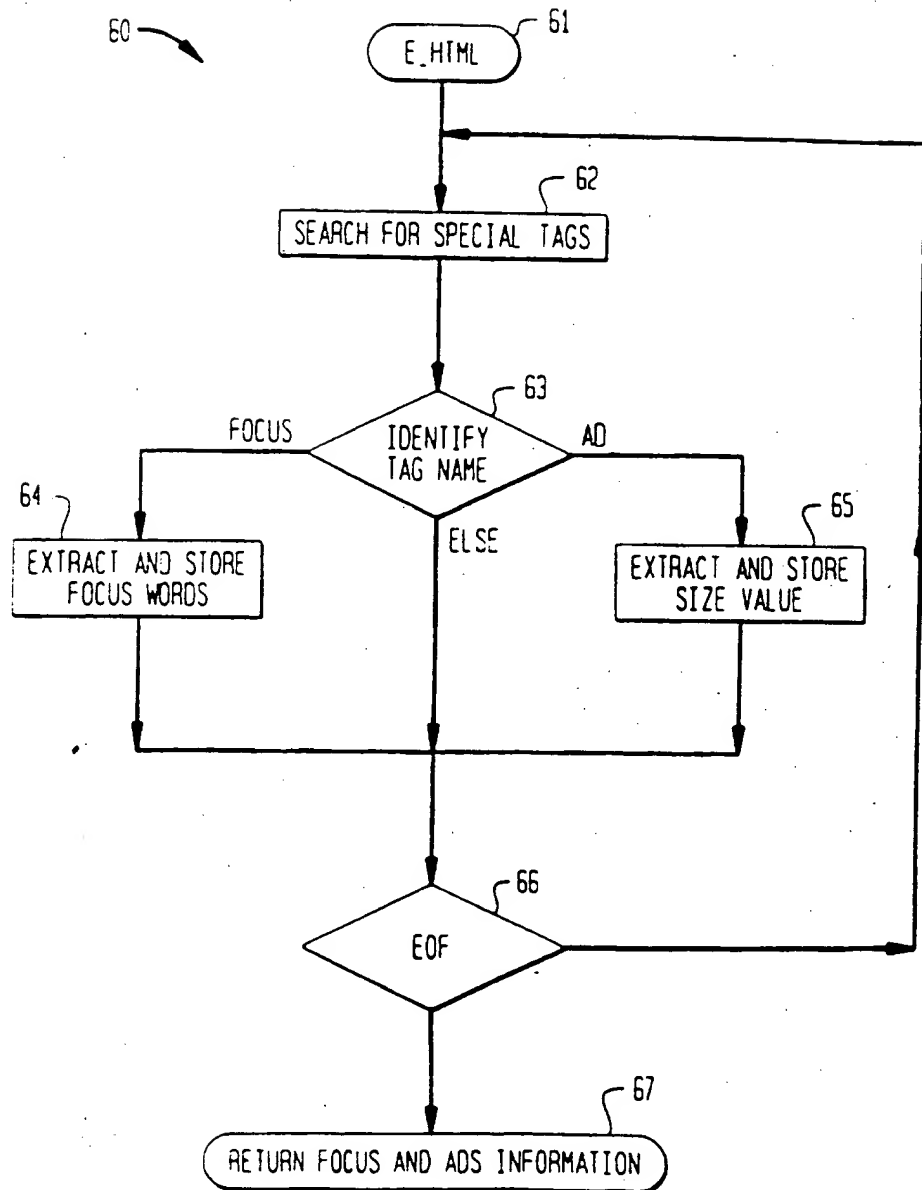 60
61
E_HTML
62
SEARCH FOR SPECIAL TAGS
63
FOCUS
IDENTIFY
TAG NAME
AD
64
ELSE
65
EXTRACT AND STORE
FOCUS WORDS
EXTRACT AND STORE
SIZE VALUE
66
EOF
67
RETURN FOCUS AND ADS INFORMATION